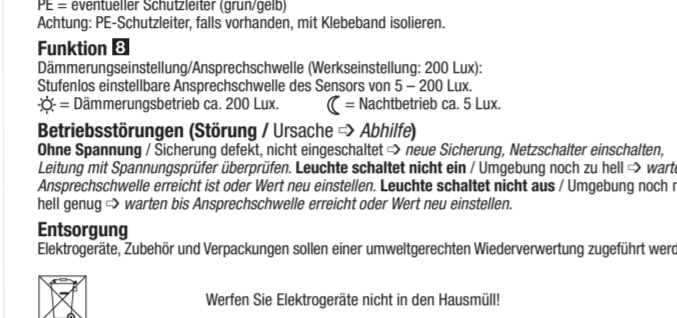 PE = eventueller Schutzleiter (grün/gelb)
Achtung: PE-Schutzleiter, falls vorhanden, mit Klebeband isolieren.
Funktion 8
Dämmerungseinstellung/Ansprechschwelle (Werkseinstellung: 200 Lux):
Stufenlos einstellbare Ansprechschwelle des Sensors von 5 – 200 Lux.
= Dämmerungsbetrieb ca. 200 Lux. = Nachtbetrieb ca. 5 Lux.
Betriebsstörungen (Störung / Ursache ➩ Abhilfe)
Ohne Spannung / Sicherung defekt, nicht eingeschaltet ➩ neue Sicherung, Netzschalter einschalten,
Leitung mit Spannungsprüfer überprüfen. Leuchte schaltet nicht ein / Umgebung noch zu hell ➩
Ansprechschwelle erreicht ist oder Wert neu einstellen. Leuchte schaltet nicht aus / Umgebung noch
hell genug ➩ warten bis Ansprechschwelle erreicht oder Wert neu einstellen.
Entsorgung
Elektrogeräte, Zubehör und Verpackungen sollen einer umweltgerechten Wiederverwertung zugeführt
Werfen Sie Elektrogeräte nicht in den Hausmüll!